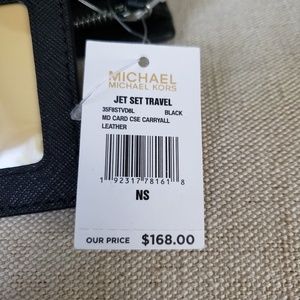 MICHAEL
MICHAEL KORS
JET SET TRAVEL
35F8STVD8L BLACK
MD CARD CSE CARRYALL
LEATHER
1 92317 78161 8
NS
OUR PRICE $168.00